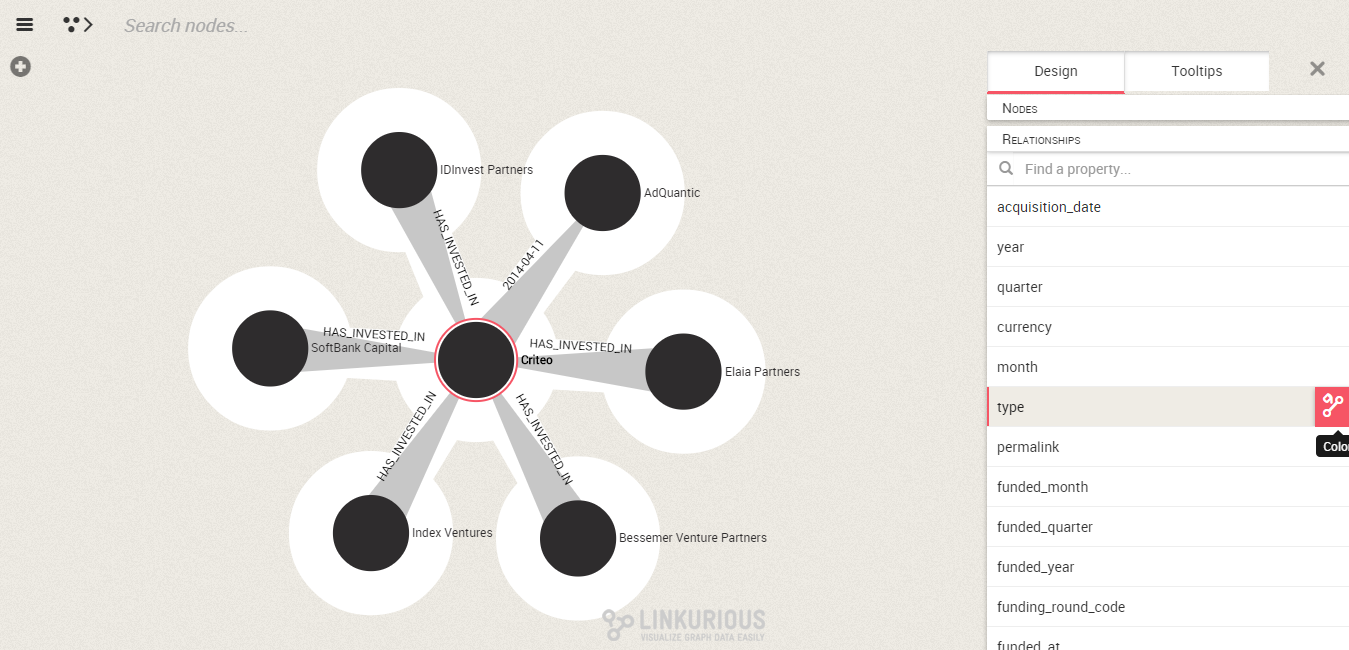 Search nodes...
Design
Tooltips
Nodes
Relationships
Find a property...
acquisition_date
year
quarter
currency
month
type
Colo
permalink
funded_month
funded_quarter
funded_year
funding_round_code
funded_at
IDInvest Partners
AdQuantic
HAS_INVESTED_IN
2014-04-11
HAS_INVESTED_IN
SoftBank Capital
HAS_INVESTED_IN
Criteo
Elaia Partners
HAS_INVESTED_IN
HAS_INVESTED_IN
Index Ventures
Bessemer Venture Partners
LINKURIOUS
VISUALIZE GRAPH DATA EASILY